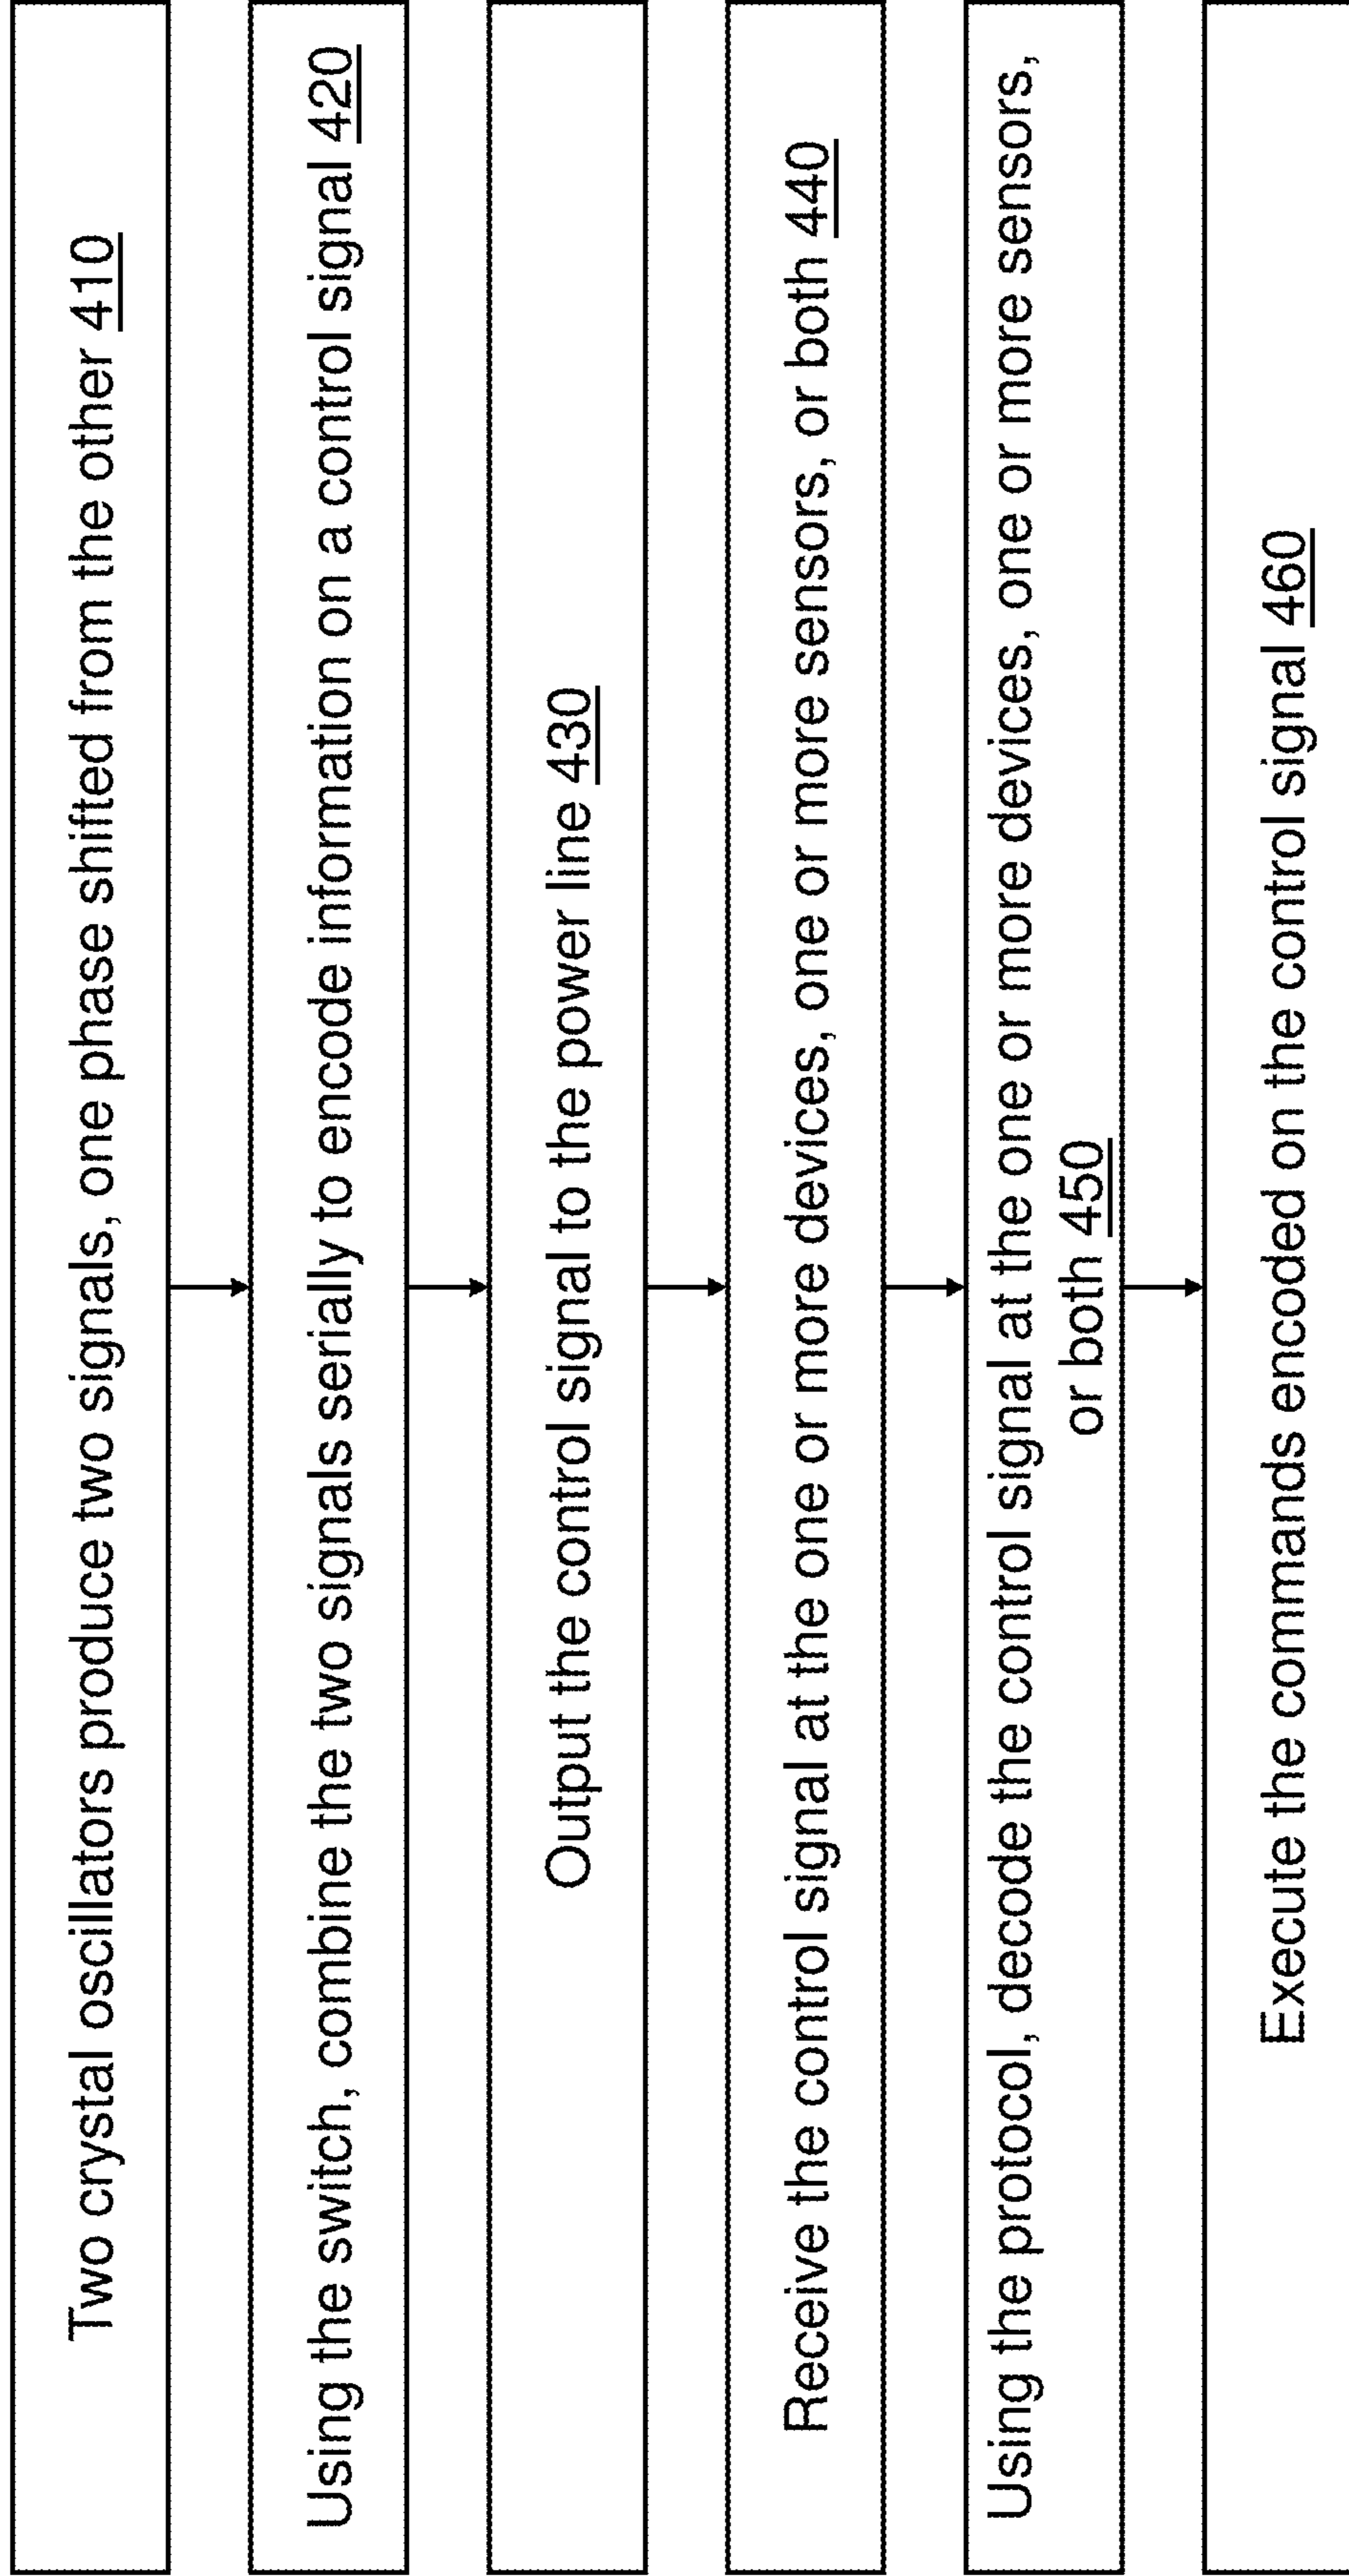 Two crystal oscillators produce two signals, one phase shifted from the other 410
Using the switch, combine the two signals serially to encode information on a control signal 420
Output the control signal to the power line 430
Receive the control signal at the one or more devices, one or more sensors, or both 440
Using the protocol, decode the control signal at the one or more devices, one or more sensors,
or both 450
Execute the commands encoded on the control signal 460